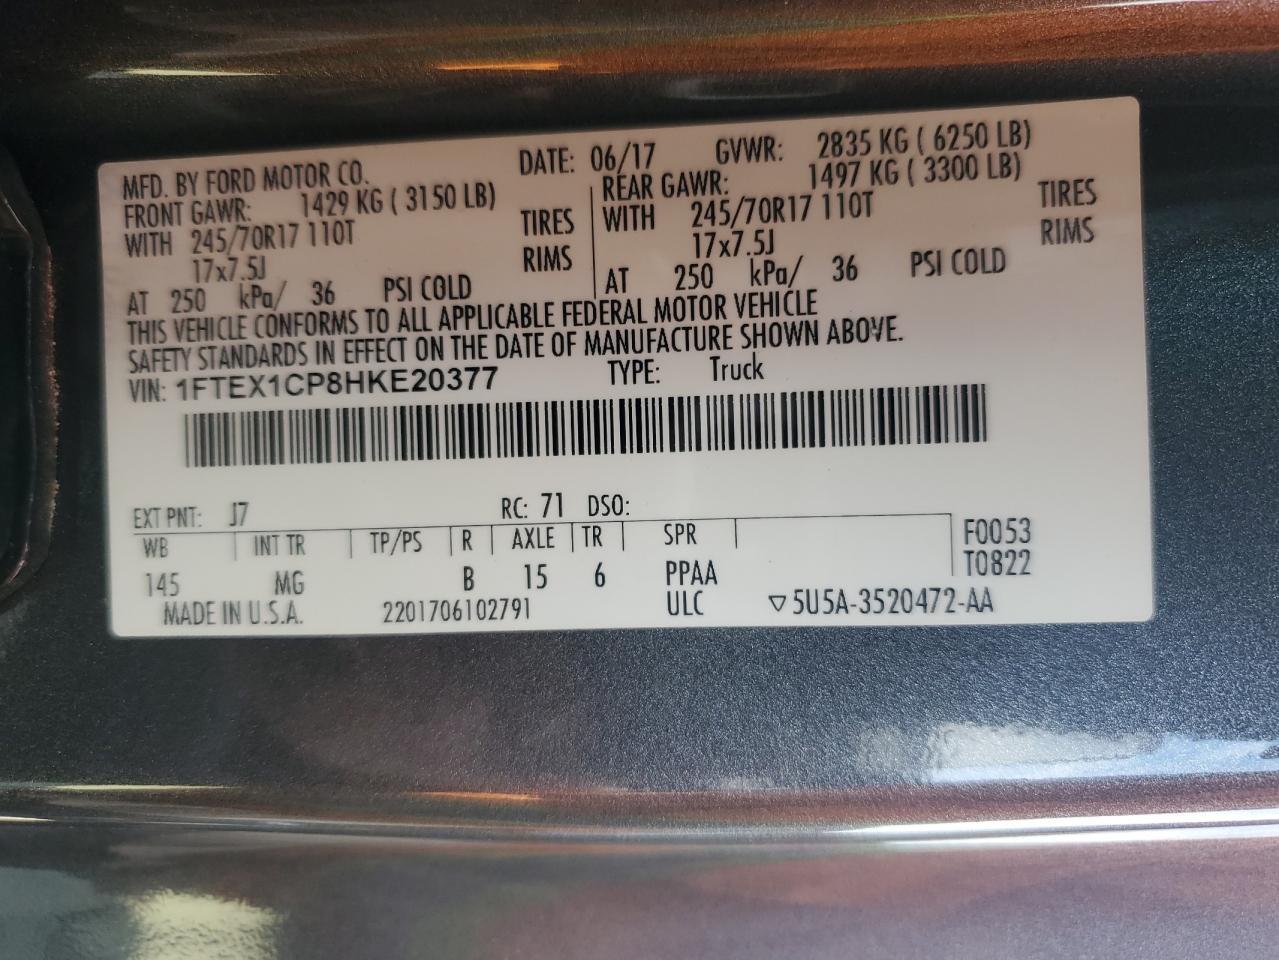 MFD. BY FORD MOTOR CO. DATE: 06/17 GVWR: 2835 KG ( 6250 LB)
FRONT GAWR: 1429 KG ( 3150 LB) REAR GAWR: 1497 KG ( 3300 LB)
WITH 245/70R17 110T TIRES WITH 245/70R17 110T TIRES
17x7.5J RIMS 17x7.5J RIMS
AT 250 kPa/ 36 PSI COLD AT 250 kPa/ 36 PSI COLD
THIS VEHICLE CONFORMS TO ALL APPLICABLE FEDERAL MOTOR VEHICLE
SAFETY STANDARDS IN EFFECT ON THE DATE OF MANUFACTURE SHOWN ABOVE.
VIN: 1FTEX1CP8HKE20377 TYPE: Truck
EXT PNT: J7 RC: 71 DSO:
WB INT TR TP/PS R AXLE TR SPR F0053
T0822
145 MG B 15 6 PPAA
MADE IN U.S.A. 2201706102791 ULC ▽5U5A-3520472-AA